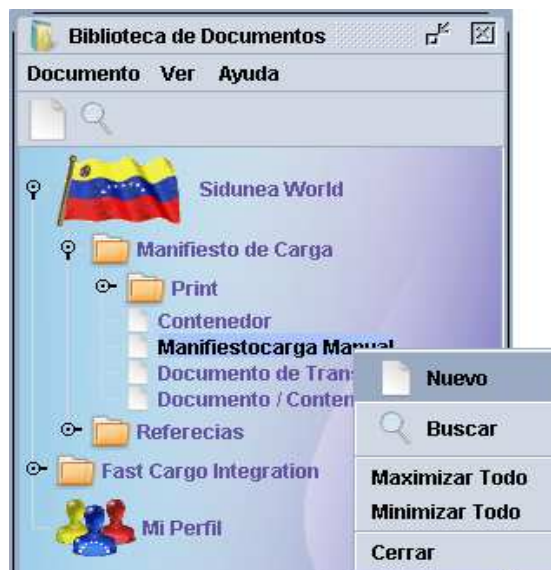 Biblioteca de Documentos
Documento Ver Ayuda
Sidunea World
Manifiesto de Carga
Print
Contenedor
Manifiestocarga Manual
Documento de Tran
Documento / Conten
Referecias
Fast Cargo Integration
Mi Perfil
Nuevo
Buscar
Maximizar Todo
Minimizar Todo
Cerrar